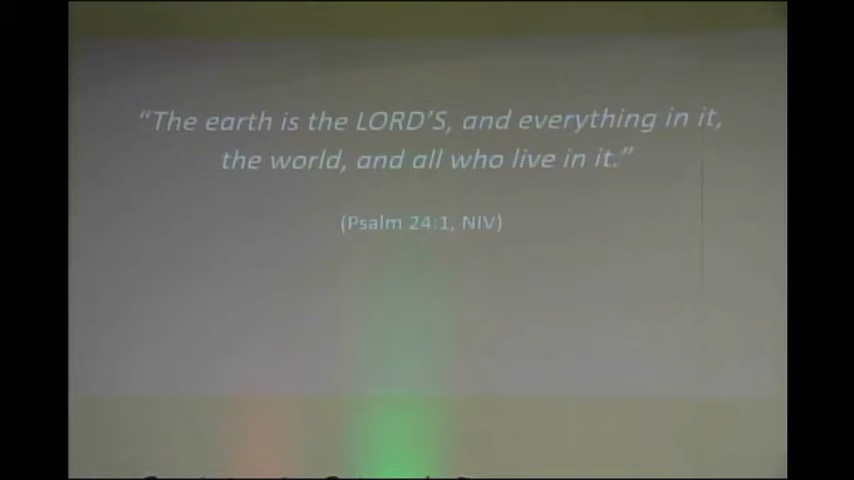 “The earth is the LORD’S, and everything in it,
the world, and all who live in it.”
(Psalm 24:1, NIV)